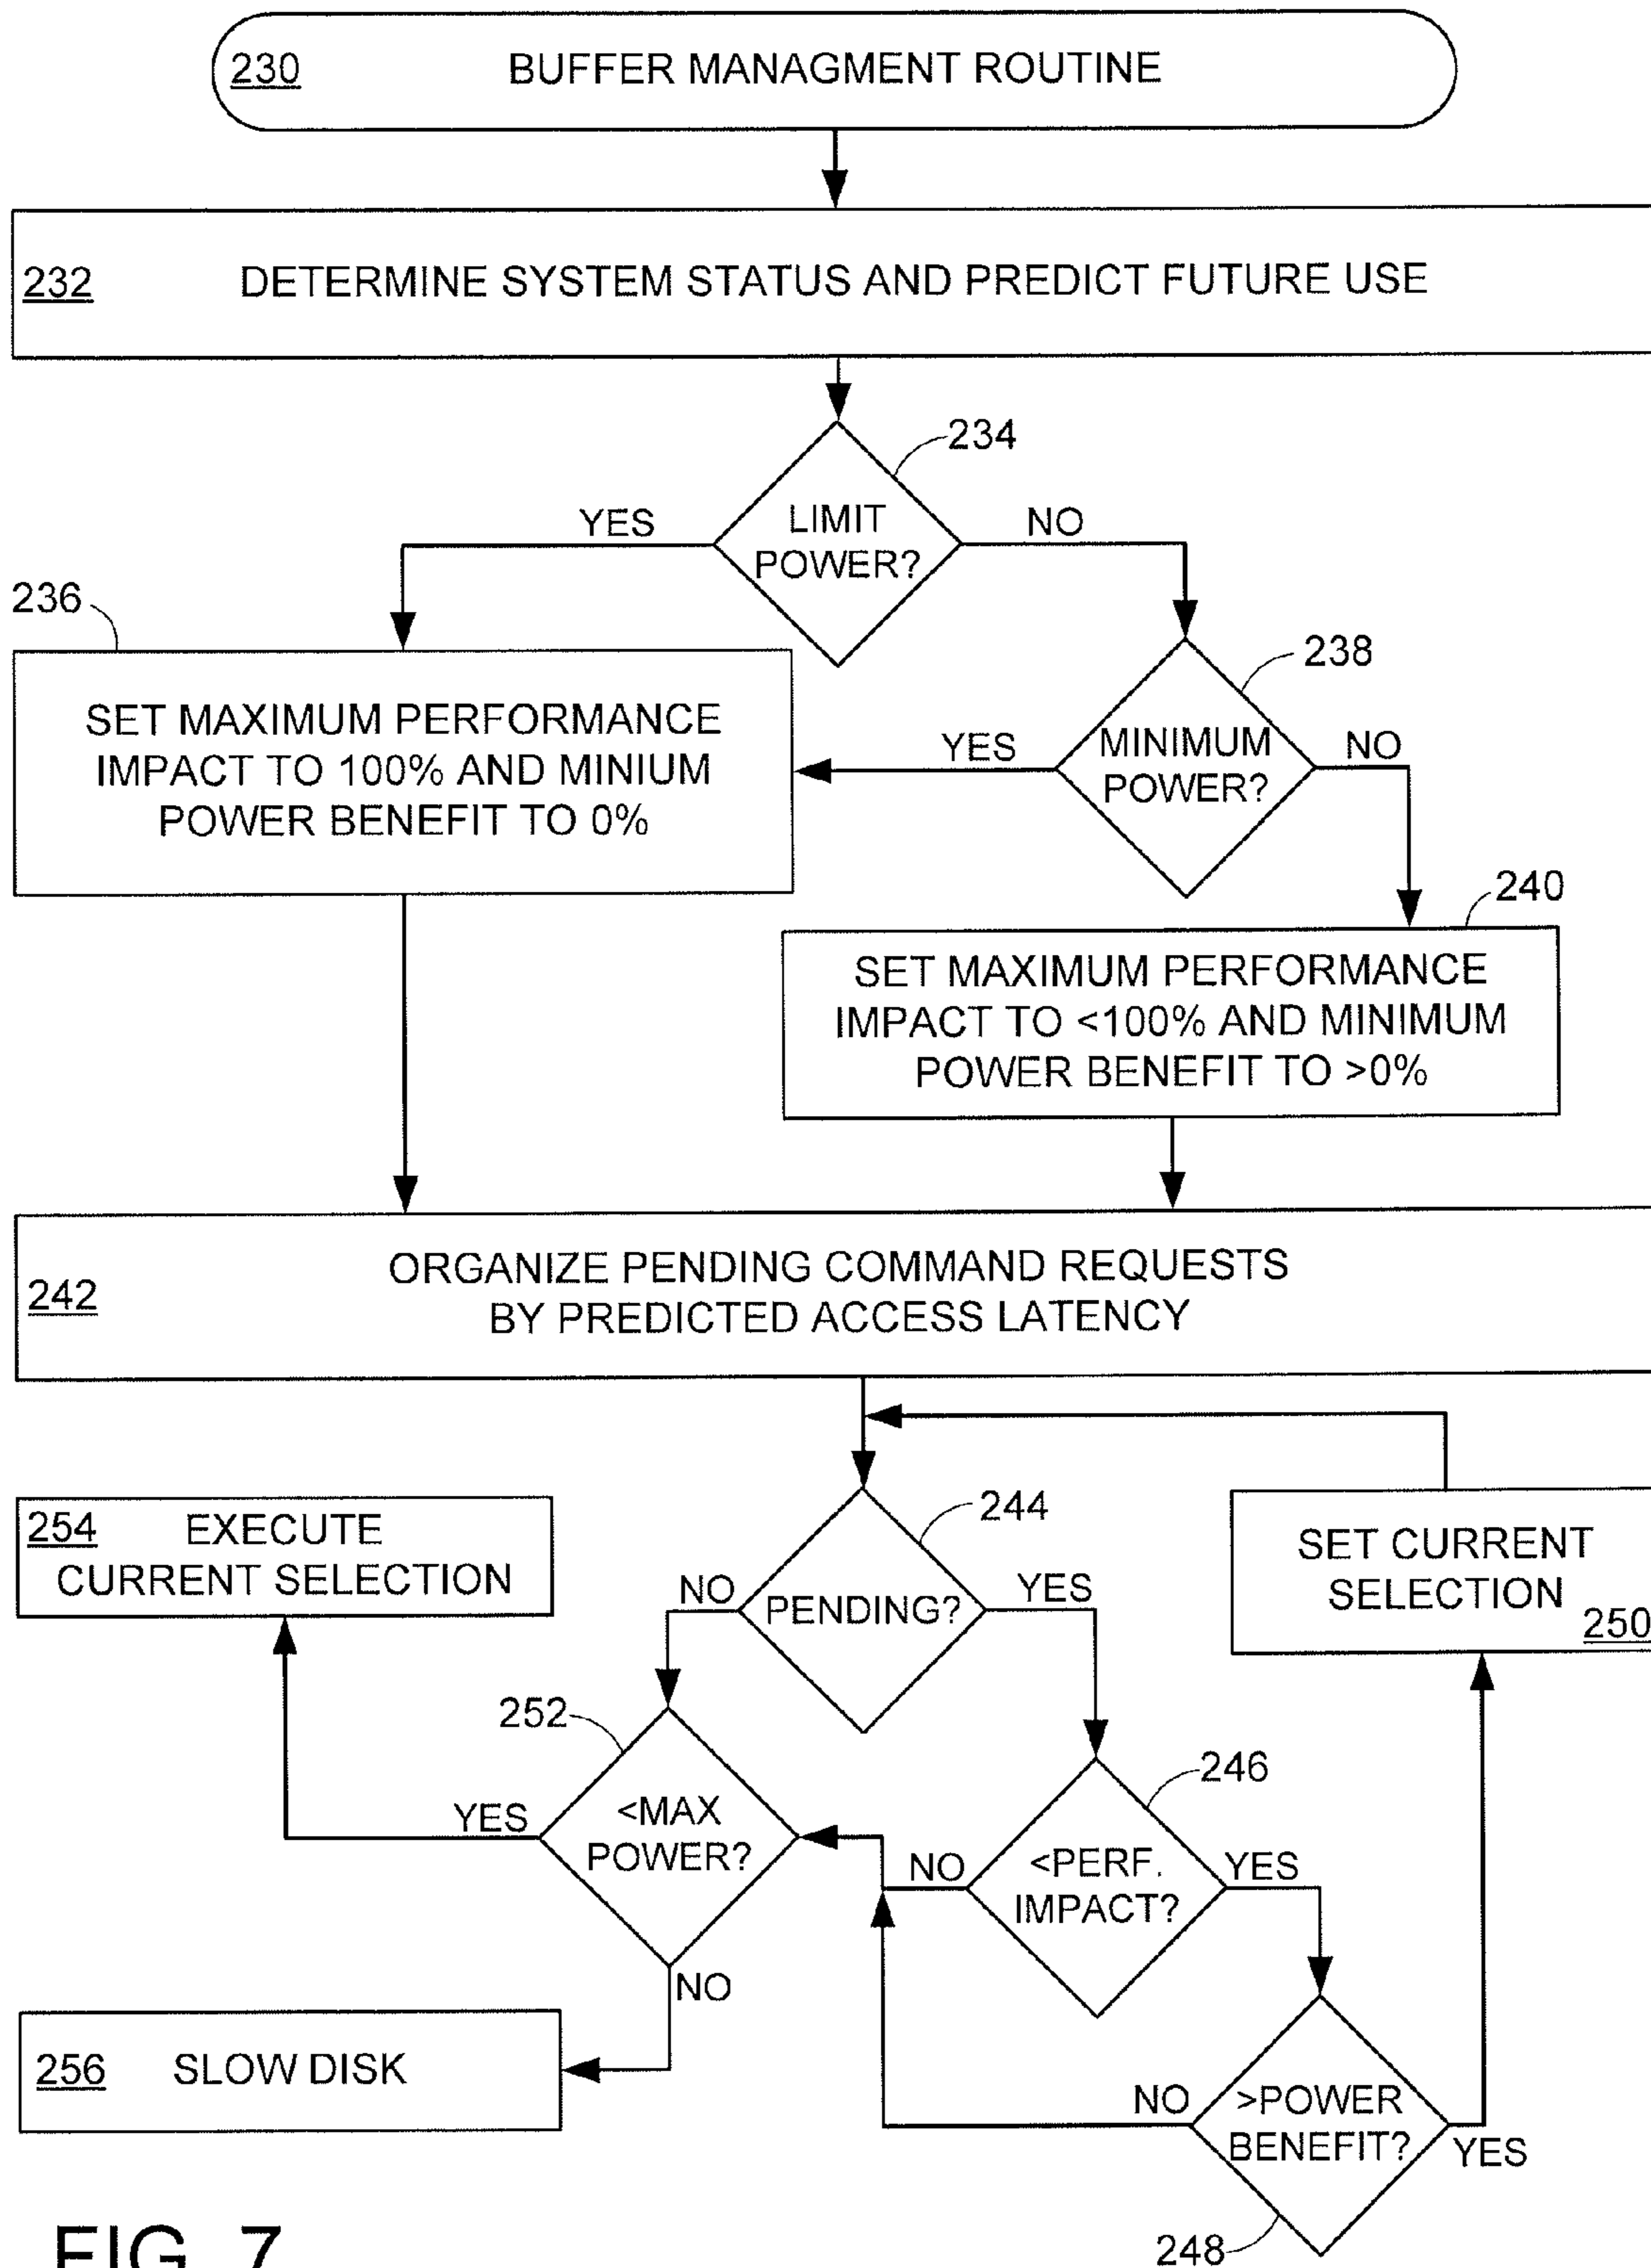 230 BUFFER MANAGMENT ROUTINE
232 DETERMINE SYSTEM STATUS AND PREDICT FUTURE USE
234
LIMIT
POWER?
YES
NO
236
SET MAXIMUM PERFORMANCE
IMPACT TO 100% AND MINIUM
POWER BENEFIT TO 0%
238
MINIMUM
POWER?
YES
NO
240
SET MAXIMUM PERFORMANCE
IMPACT TO <100% AND MINIMUM
POWER BENEFIT TO >0%
242
ORGANIZE PENDING COMMAND REQUESTS
BY PREDICTED ACCESS LATENCY
244
PENDING?
NO
YES
254 EXECUTE
CURRENT SELECTION
SET CURRENT
SELECTION
250
252
<MAX
POWER?
YES
NO
246
<PERF.
IMPACT?
NO
YES
256 SLOW DISK
>POWER
BENEFIT?
NO
YES
248
FIG. 7